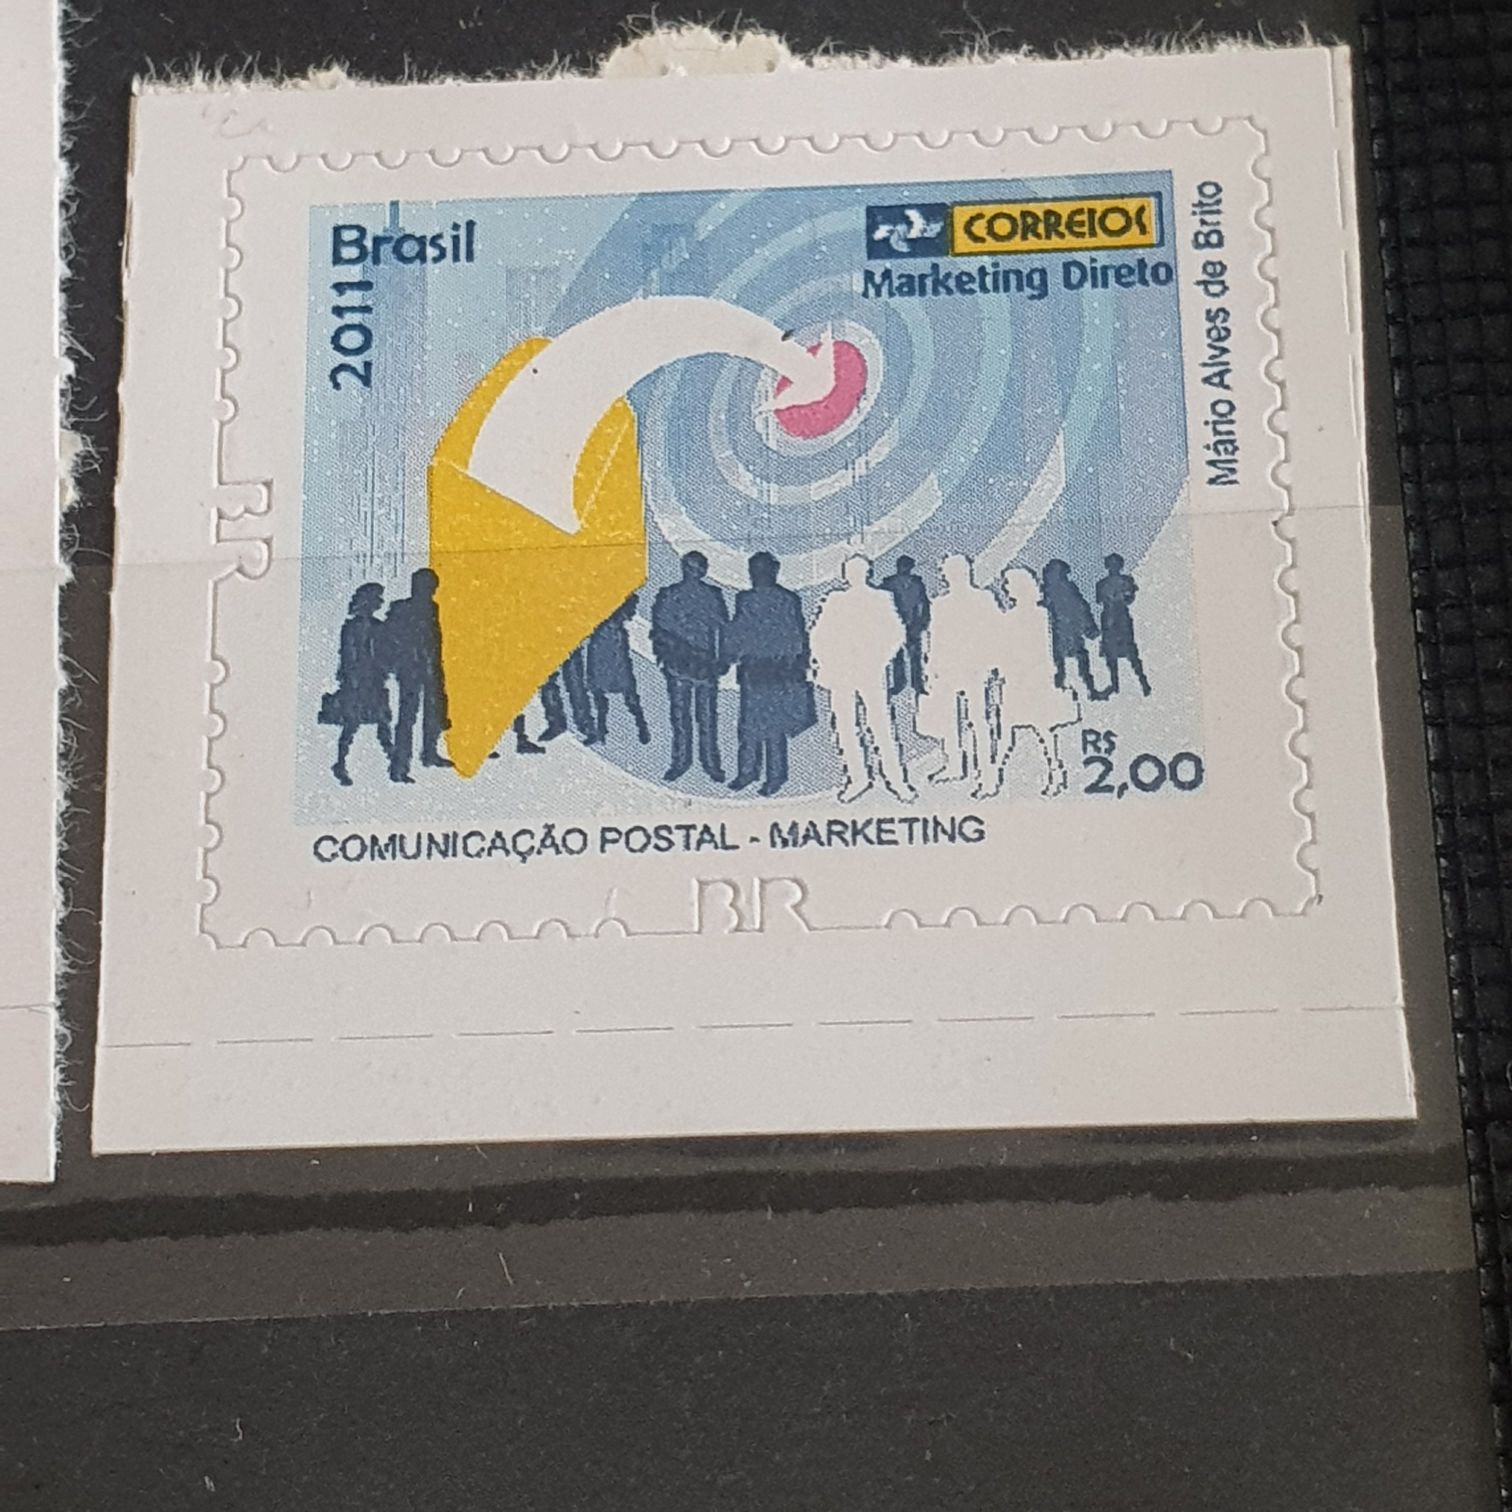 Brasil
2011
CORREIOS
Marketing Direto
Mário Alves de Brito
R$
2,00
COMUNICAÇÃO POSTAL - MARKETING
BR
BR